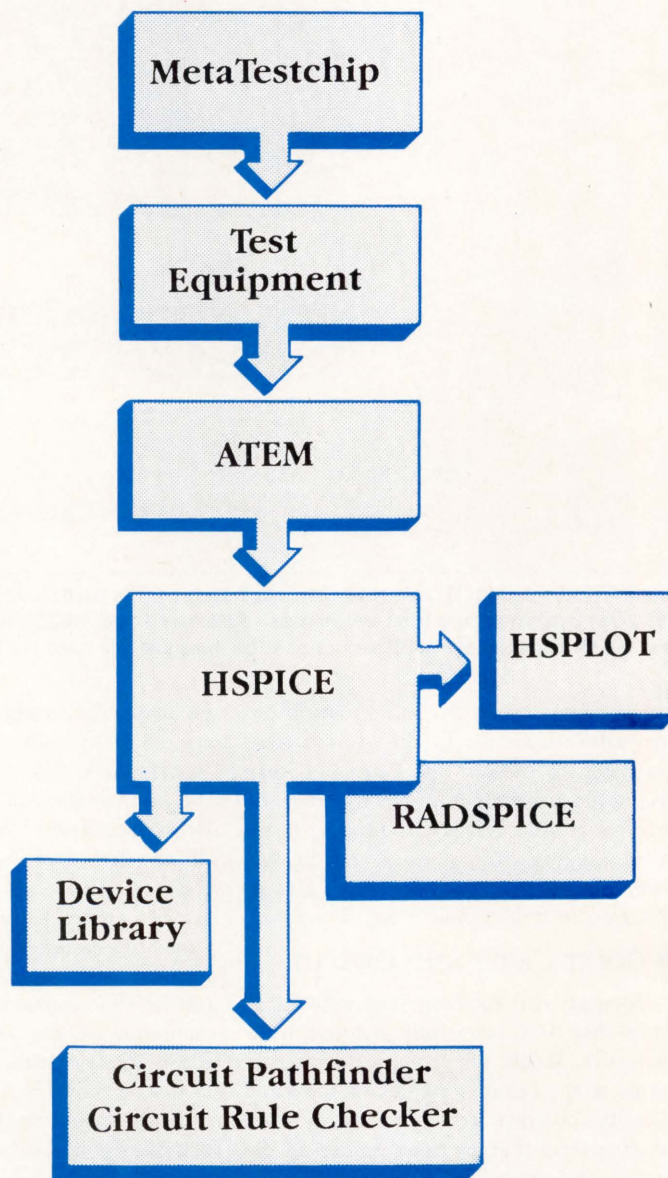 MetaTestchip
Test
Equipment
ATEM
HSPICE
HSPLOT
RADSPICE
Device
Library
Circuit Pathfinder
Circuit Rule Checker